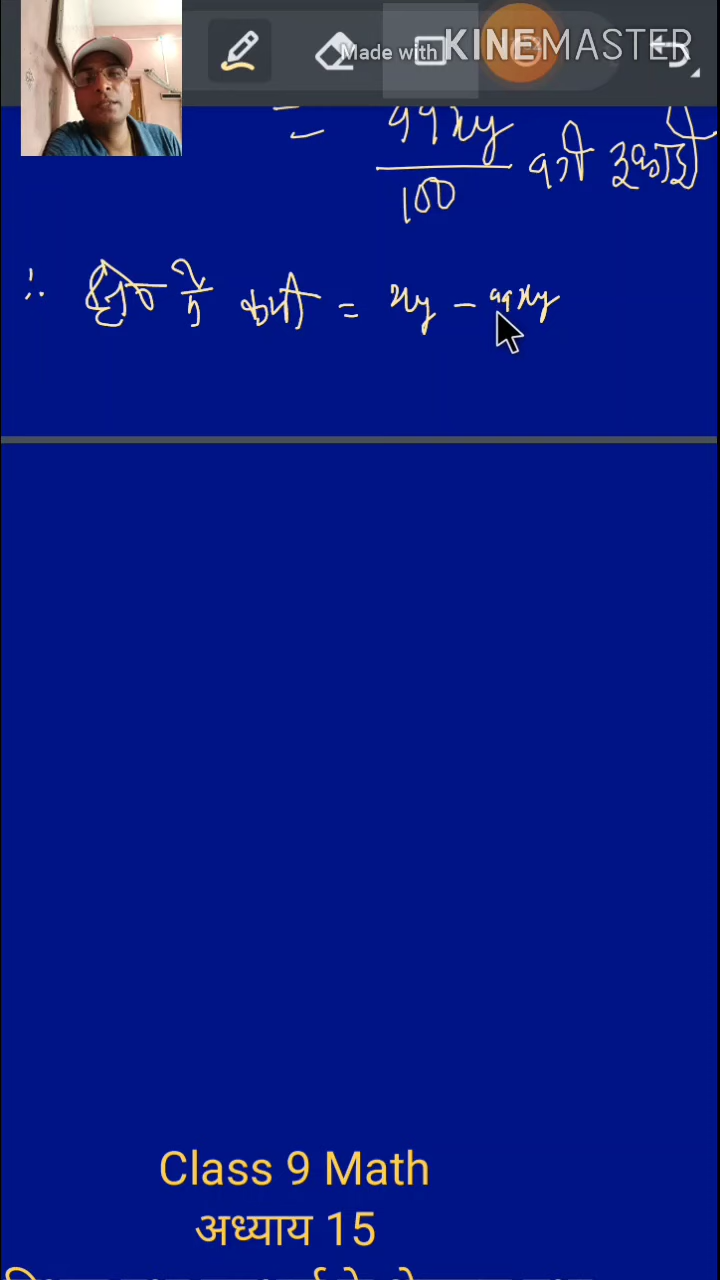 Made with KINEMASTER
= 99xy
100 वर्ग इकाई
∴ क्षेत्र में कमी = xy - 99xy
Class 9 Math
अध्याय 15